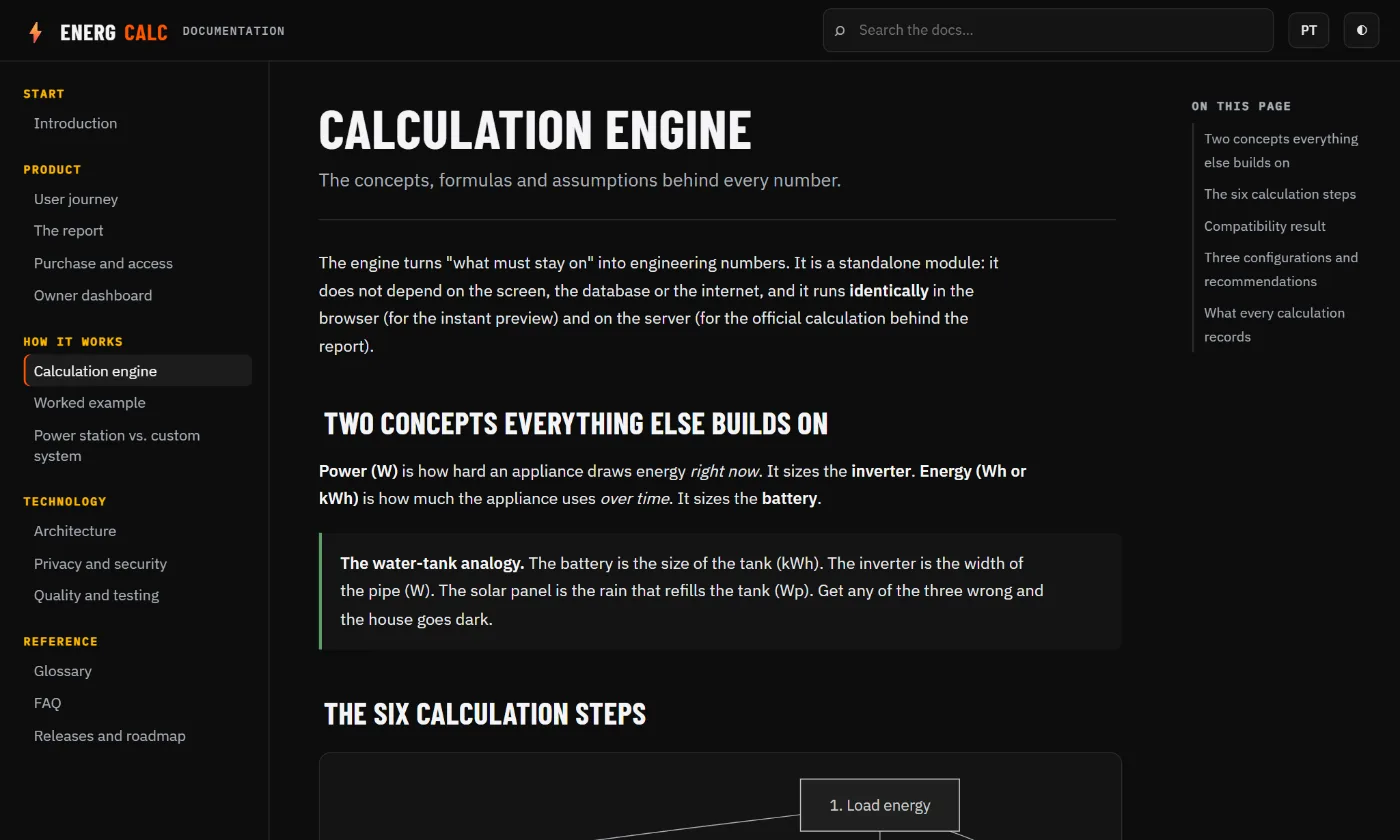 ENERG CALC DOCUMENTATION
Search the docs...
PT
START
Introduction
PRODUCT
User journey
The report
Purchase and access
Owner dashboard
HOW IT WORKS
Calculation engine
Worked example
Power station vs. custom
system
TECHNOLOGY
Architecture
Privacy and security
Quality and testing
REFERENCE
Glossary
FAQ
Releases and roadmap
CALCULATION ENGINE
The concepts, formulas and assumptions behind every number.
The engine turns "what must stay on" into engineering numbers. It is a standalone module: it
does not depend on the screen, the database or the internet, and it runs identically in the
browser (for the instant preview) and on the server (for the official calculation behind the
report).
TWO CONCEPTS EVERYTHING ELSE BUILDS ON
Power (W) is how hard an appliance draws energy right now. It sizes the inverter. Energy (Wh or
kWh) is how much the appliance uses over time. It sizes the battery.
The water-tank analogy. The battery is the size of the tank (kWh). The inverter is the width of
the pipe (W). The solar panel is the rain that refills the tank (Wp). Get any of the three wrong and
the house goes dark.
THE SIX CALCULATION STEPS
1. Load energy
ON THIS PAGE
Two concepts everything
else builds on
The six calculation steps
Compatibility result
Three configurations and
recommendations
What every calculation
records